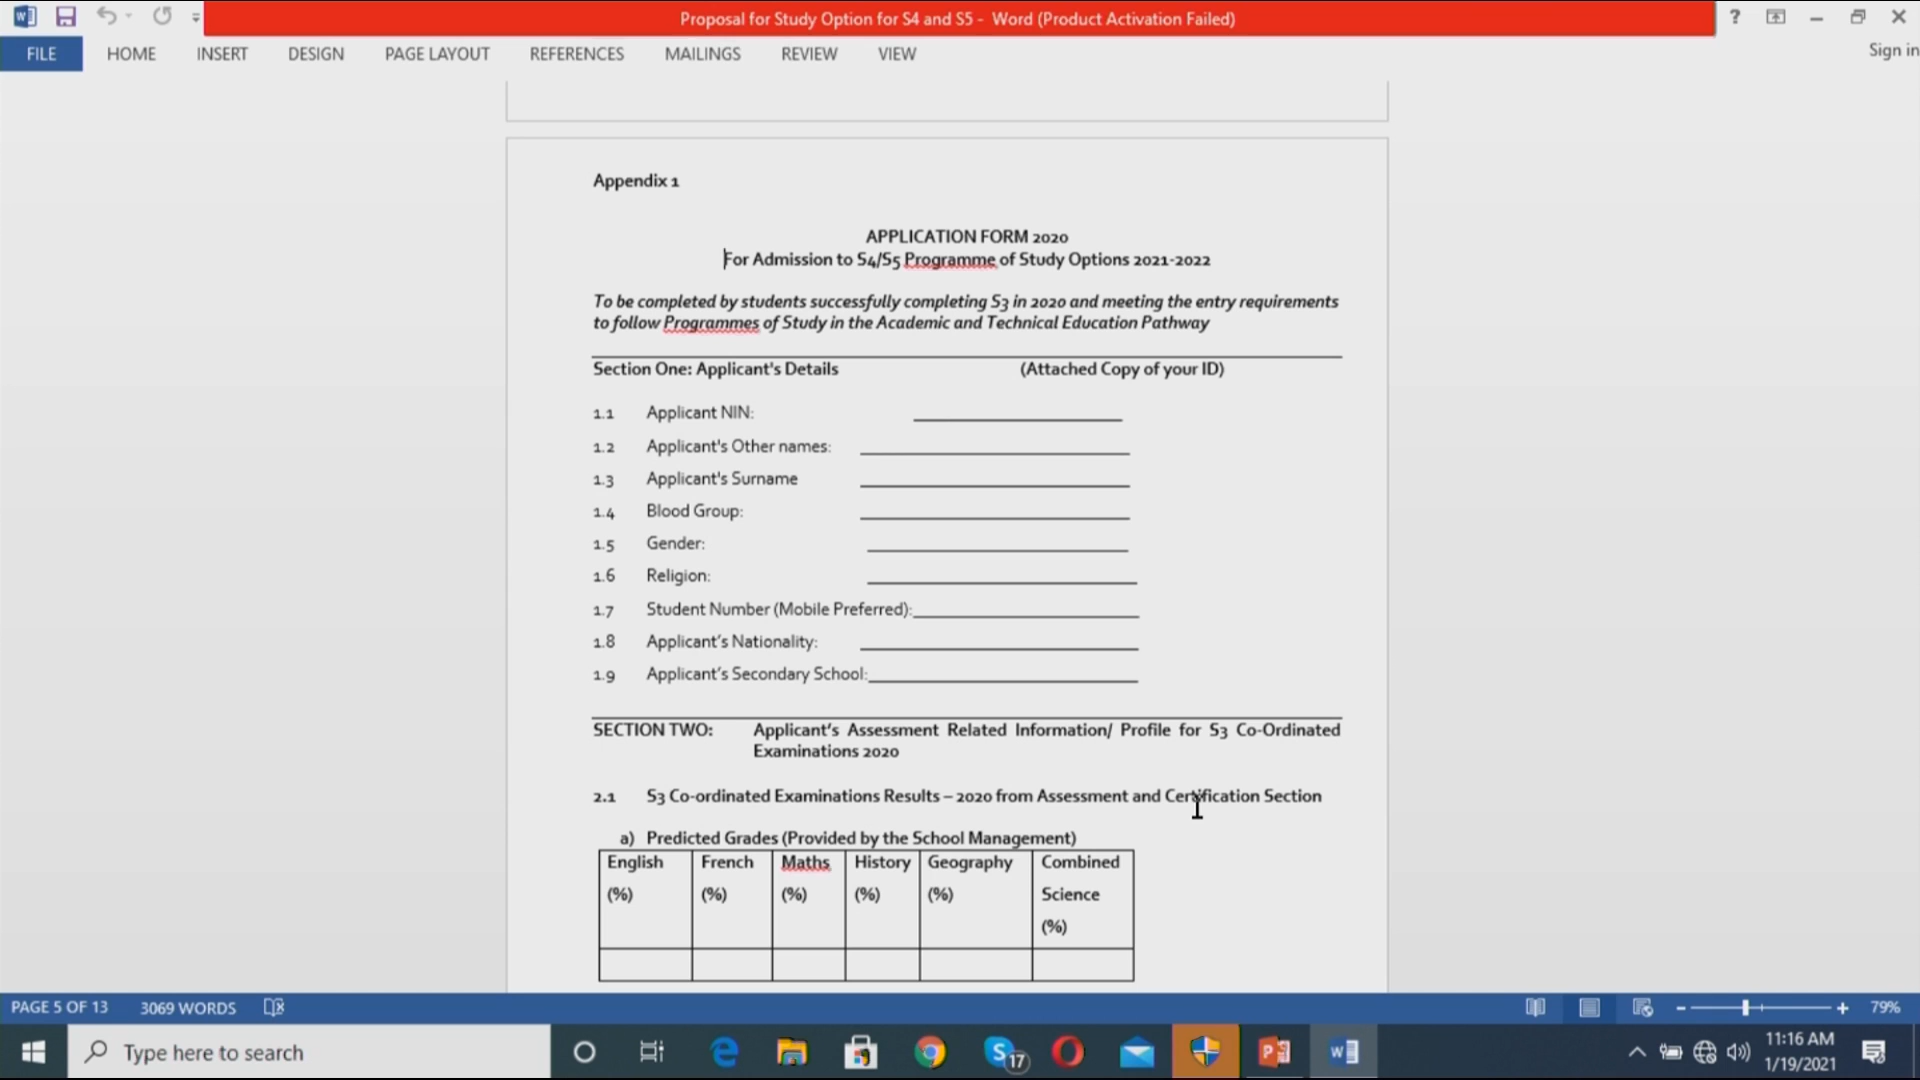 Proposal for Study Option for S4 and S5 - Word (Product Activation Failed)
?
FILE HOME INSERT DESIGN PAGE LAYOUT REFERENCES MAILINGS REVIEW VIEW
Sign in
Appendix 1
APPLICATION FORM 2020
For Admission to S4/S5 Programme of Study Options 2021-2022
To be completed by students successfully completing S3 in 2020 and meeting the entry requirements
to follow Programmes of Study in the Academic and Technical Education Pathway
Section One: Applicant's Details (Attached Copy of your ID)
1.1 Applicant NIN:
1.2 Applicant's Other names:
1.3 Applicant's Surname
1.4 Blood Group:
1.5 Gender:
1.6 Religion:
1.7 Student Number (Mobile Preferred):
1.8 Applicant's Nationality:
1.9 Applicant's Secondary School:
SECTION TWO: Applicant's Assessment Related Information/ Profile for S3 Co-Ordinated
Examinations 2020
2.1 S3 Co-ordinated Examinations Results – 2020 from Assessment and Certification Section
a) Predicted Grades (Provided by the School Management)
English French Maths History Geography Combined
(%) (%) (%) (%) (%) Science
(%)
PAGE 5 OF 13 3069 WORDS 79%
Type here to search
17
11:16 AM
1/19/2021